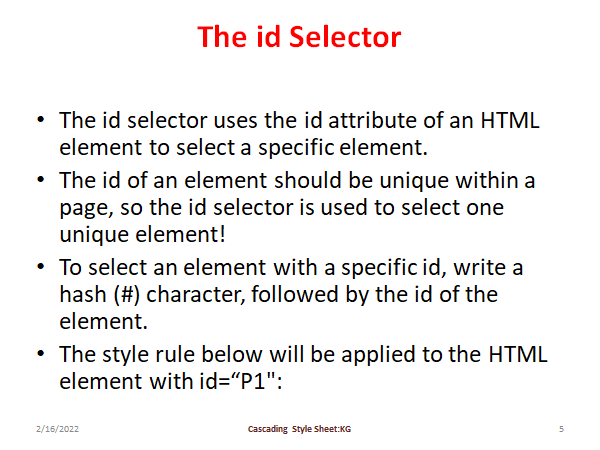 The id Selector
• The id selector uses the id attribute of an HTML
element to select a specific element.
• The id of an element should be unique within a
page, so the id selector is used to select one
unique element!
• To select an element with a specific id, write a
hash (#) character, followed by the id of the
element.
• The style rule below will be applied to the HTML
element with id=“P1":
2/16/2022 Cascading Style Sheet:KG 5